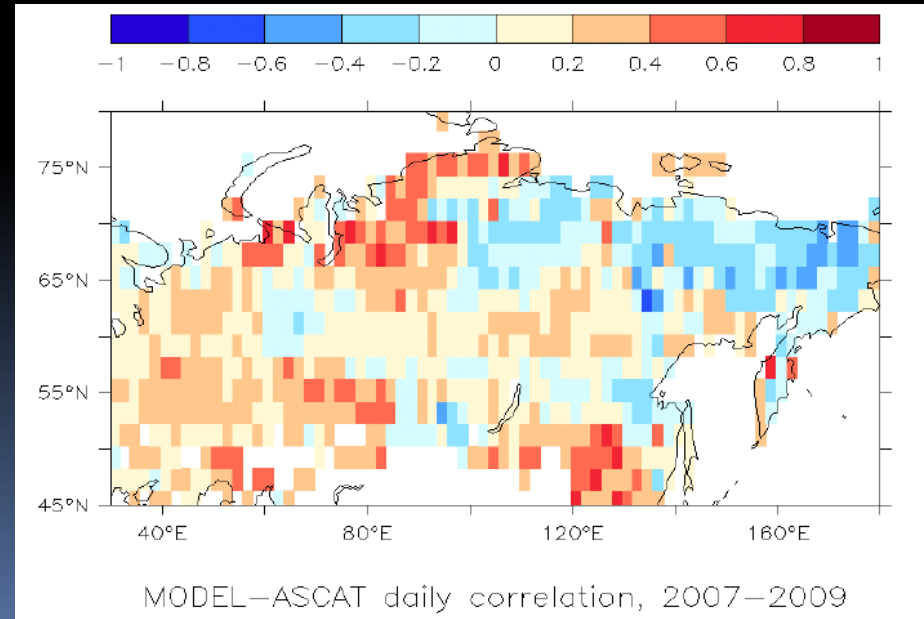 −1 −0.8 −0.6 −0.4 −0.2 0 0.2 0.4 0.6 0.8 1
75°N
65°N
55°N
45°N
40°E 80°E 120°E 160°E
MODEL−ASCAT daily correlation, 2007−2009